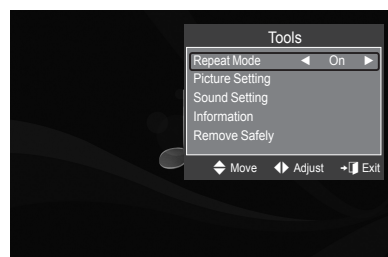 Tools
Repeat Mode ◀ On ▶
Picture Setting
Sound Setting
Information
Remove Safely
Move Adjust Exit